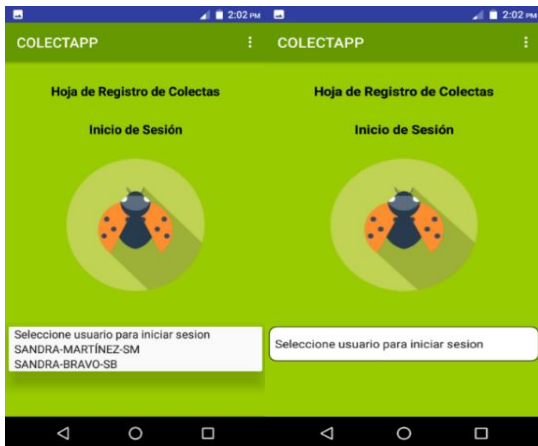 2:02 PM
COLECTAPP
Hoja de Registro de Colectas
Inicio de Sesión
Seleccione usuario para iniciar sesion
SANDRA-MARTÍNEZ-SM
SANDRA-BRAVO-SB
2:02 PM
COLECTAPP
Hoja de Registro de Colectas
Inicio de Sesión
Seleccione usuario para iniciar sesion